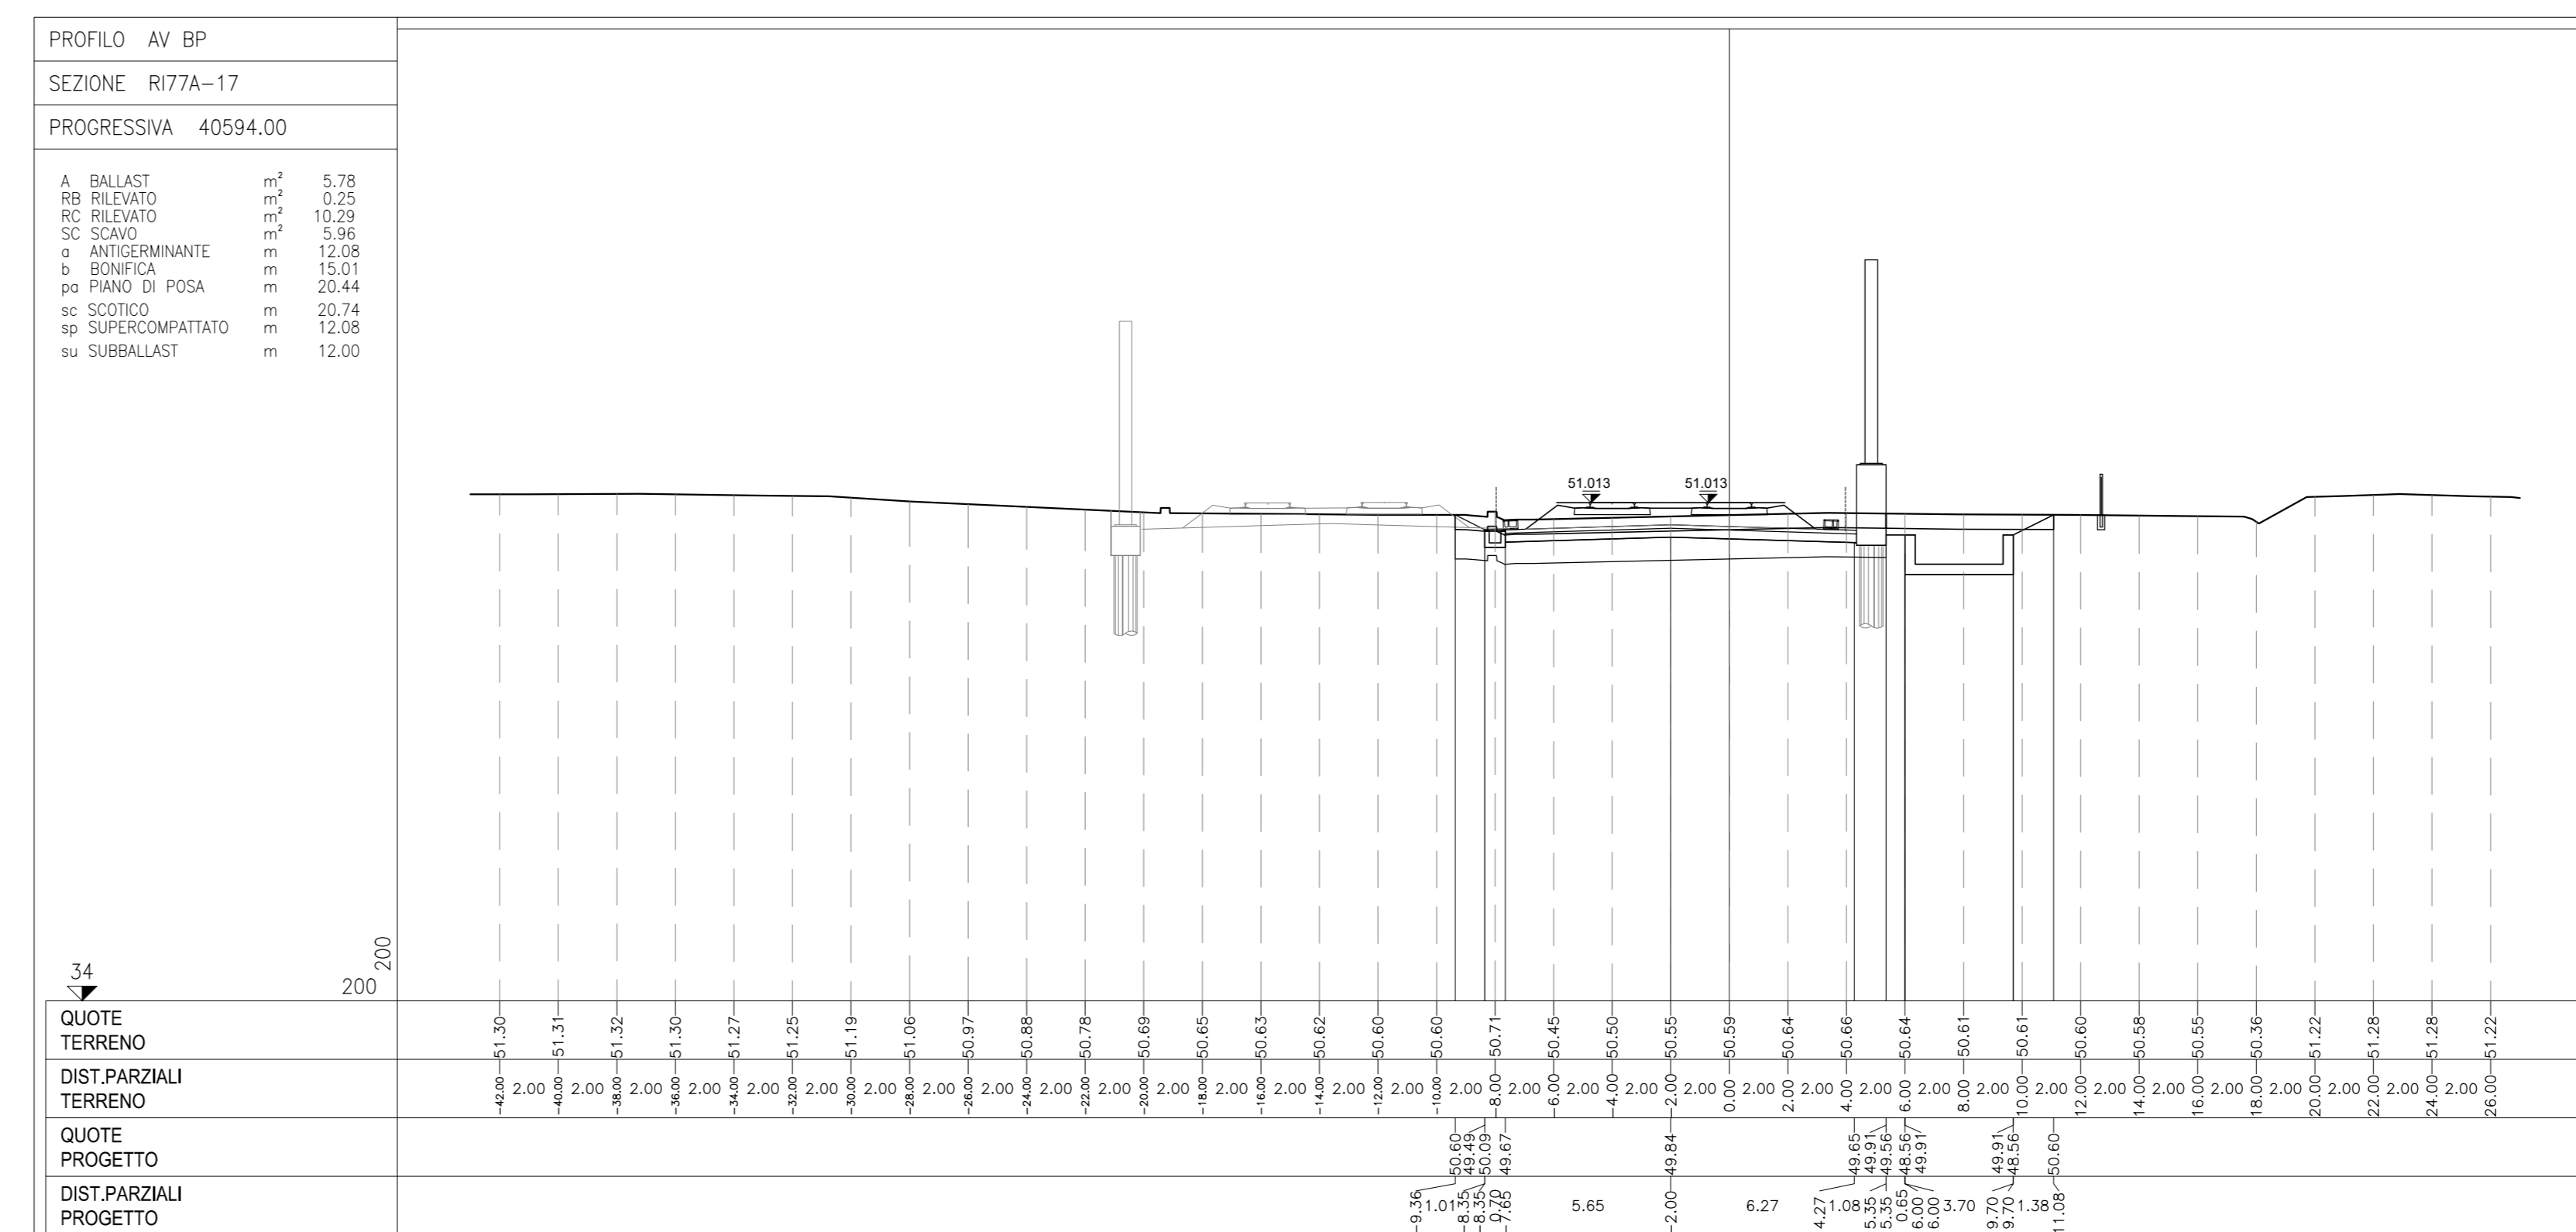 PROFILO AV BP
SEZIONE RI77A-17
PROGRESSIVA 40594.00
A BALLAST m² 5.78
RB RILEVATO m² 0.25
RC RILEVATO m² 10.29
SC SCAVO m² 5.96
a ANTIGERMINANTE m 12.08
b BONIFICA m 15.01
pa PIANO DI POSA m 20.44
sc SCOTICO m 20.74
sp SUPERCOMPATTATO m 12.08
su SUBBALLAST m 12.00
51.013 51.013
34 200 200
QUOTE TERRENO
51.30 51.31 51.32 51.30 51.27 51.25 51.19 51.06 50.97 50.88 50.78 50.69 50.65 50.63 50.62 50.60 50.60 50.71 50.45 50.50 50.55 50.59 50.64 50.66 50.64 50.61 50.61 50.60 50.58 50.55 50.36 51.22 51.28 51.28 51.22
DIST.PARZIALI TERRENO
-42.00 2.00 -40.00 2.00 -38.00 2.00 -36.00 2.00 -34.00 2.00 -32.00 2.00 -30.00 2.00 -28.00 2.00 -26.00 2.00 -24.00 2.00 -22.00 2.00 -20.00 2.00 -18.00 2.00 -16.00 2.00 -14.00 2.00 -12.00 2.00 -10.00 2.00 -8.00 2.00 -6.00 2.00 -4.00 2.00 -2.00 2.00 0.00 2.00 2.00 2.00 4.00 2.00 6.00 2.00 8.00 2.00 10.00 2.00 12.00 2.00 14.00 2.00 16.00 2.00 18.00 2.00 20.00 2.00 22.00 2.00 24.00 2.00 26.00
QUOTE PROGETTO
50.60 49.49 50.09 49.67 49.84 49.65 49.91 49.56 48.56 49.91 49.91 48.56 50.60
DIST.PARZIALI PROGETTO
-9.36 1.01 -8.35 -8.35 0.70 -7.65 5.65 -2.00 6.27 4.27 1.08 5.35 5.35 0.65 6.00 6.00 3.70 9.70 9.70 1.38 11.08